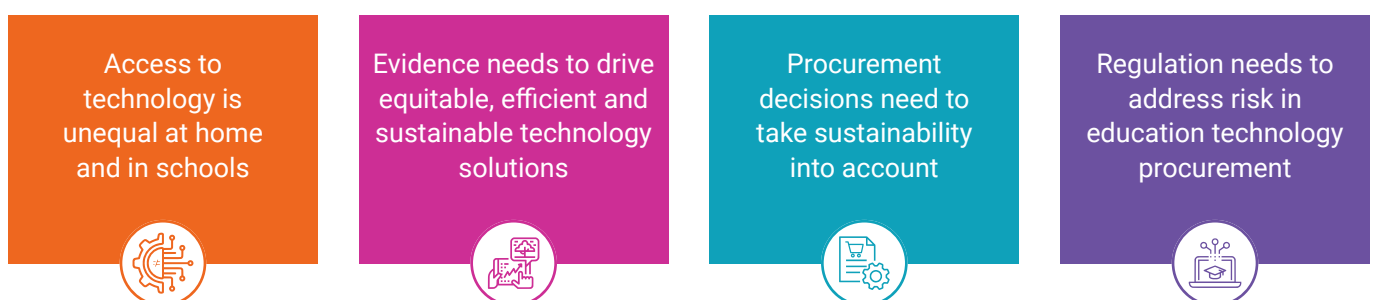 Access to
technology is
unequal at home
and in schools
Evidence needs to drive
equitable, efficient and
sustainable technology
solutions
Procurement
decisions need to
take sustainability
into account
Regulation needs to
address risk in
education technology
procurement